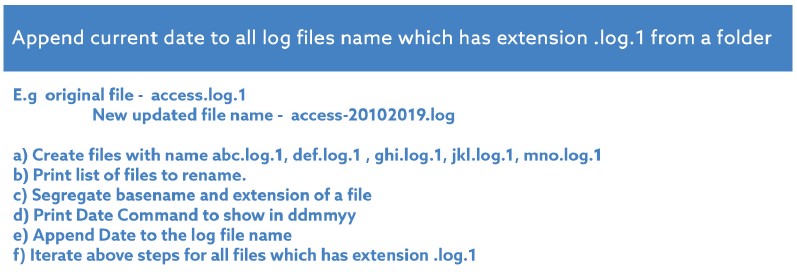 Append current date to all log files name which has extension .log.1 from a folder
E.g original file - access.log.1
New updated file name - access-20102019.log
a) Create files with name abc.log.1, def.log.1 , ghi.log.1, jkl.log.1, mno.log.1
b) Print list of files to rename.
c) Segregate basename and extension of a file
d) Print Date Command to show in ddmmyy
e) Append Date to the log file name
f) Iterate above steps for all files which has extension .log.1